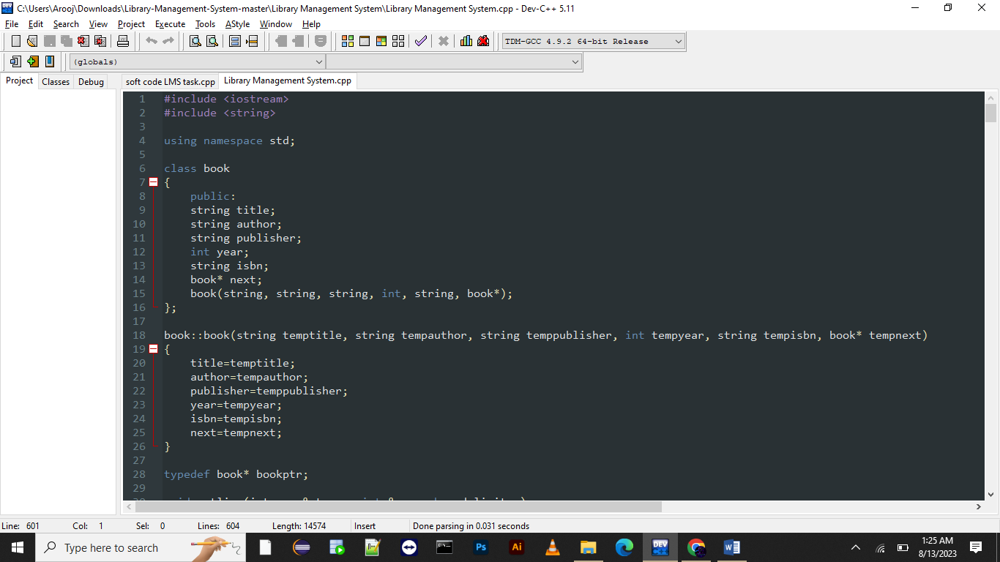 C:\Users\Arooj\Downloads\Library-Management-System-master\Library Management System\Library Management System.cpp - Dev-C++ 5.11
File Edit Search View Project Execute Tools AStyle Window Help
TDM-GCC 4.9.2 64-bit Release
(globals)
Project Classes Debug soft code LMS task.cpp Library Management System.cpp
1 #include <iostream>
2 #include <string>
3
4 using namespace std;
5
6 class book
7 {
8 public:
9 string title;
10 string author;
11 string publisher;
12 int year;
13 string isbn;
14 book* next;
15 book(string, string, string, int, string, book*);
16 };
17
18 book::book(string temptitle, string tempauthor, string temppublisher, int tempyear, string tempisbn, book* tempnext)
19 {
20 title=temptitle;
21 author=tempauthor;
22 publisher=temppublisher;
23 year=tempyear;
24 isbn=tempisbn;
25 next=tempnext;
26 }
27
28 typedef book* bookptr;
29
Line: 601 Col: 1 Sel: 0 Lines: 604 Length: 14574 Insert Done parsing in 0.031 seconds
Type here to search
Ps
Ai
DEV
W
1:25 AM
8/13/2023